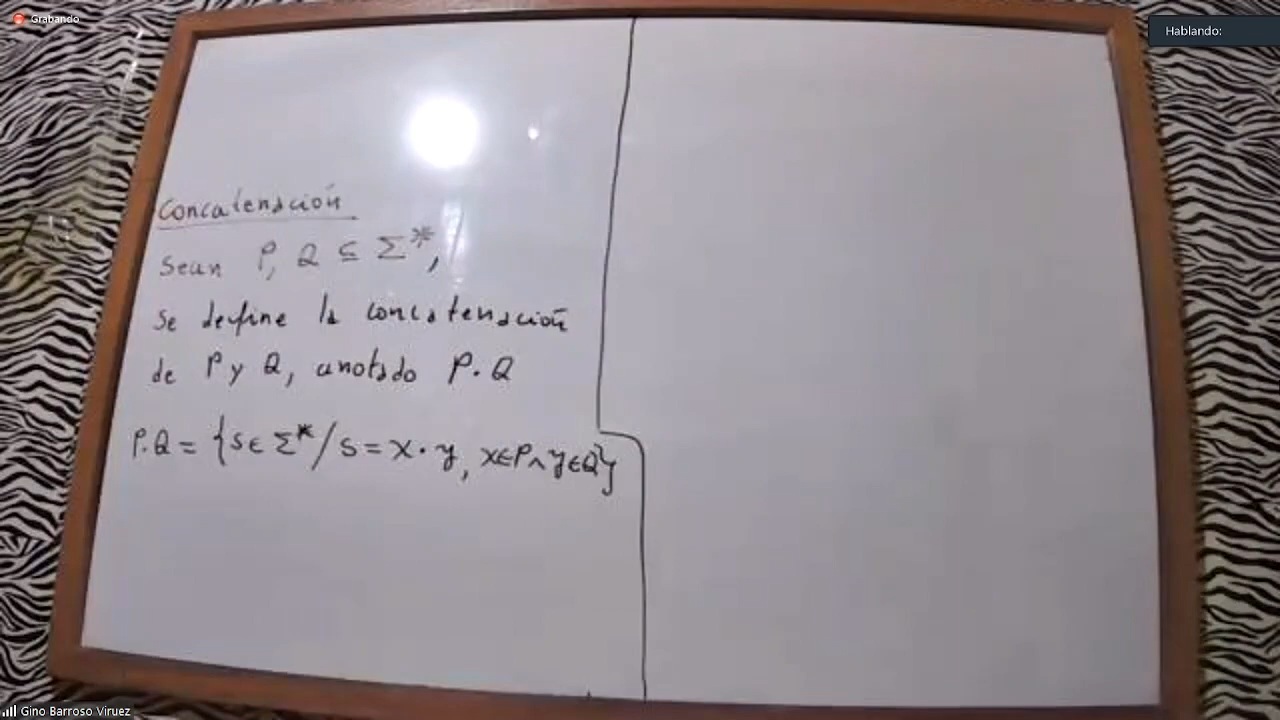 Grabando
Hablando:
Concatenación
Sean P, Q ⊆ Σ*,
se define la concatenación
de P y Q, anotado P·Q
P·Q = {s ∈ Σ* / s = x·y, x∈P ∧ y∈Q}
Gino Barroso Viruez